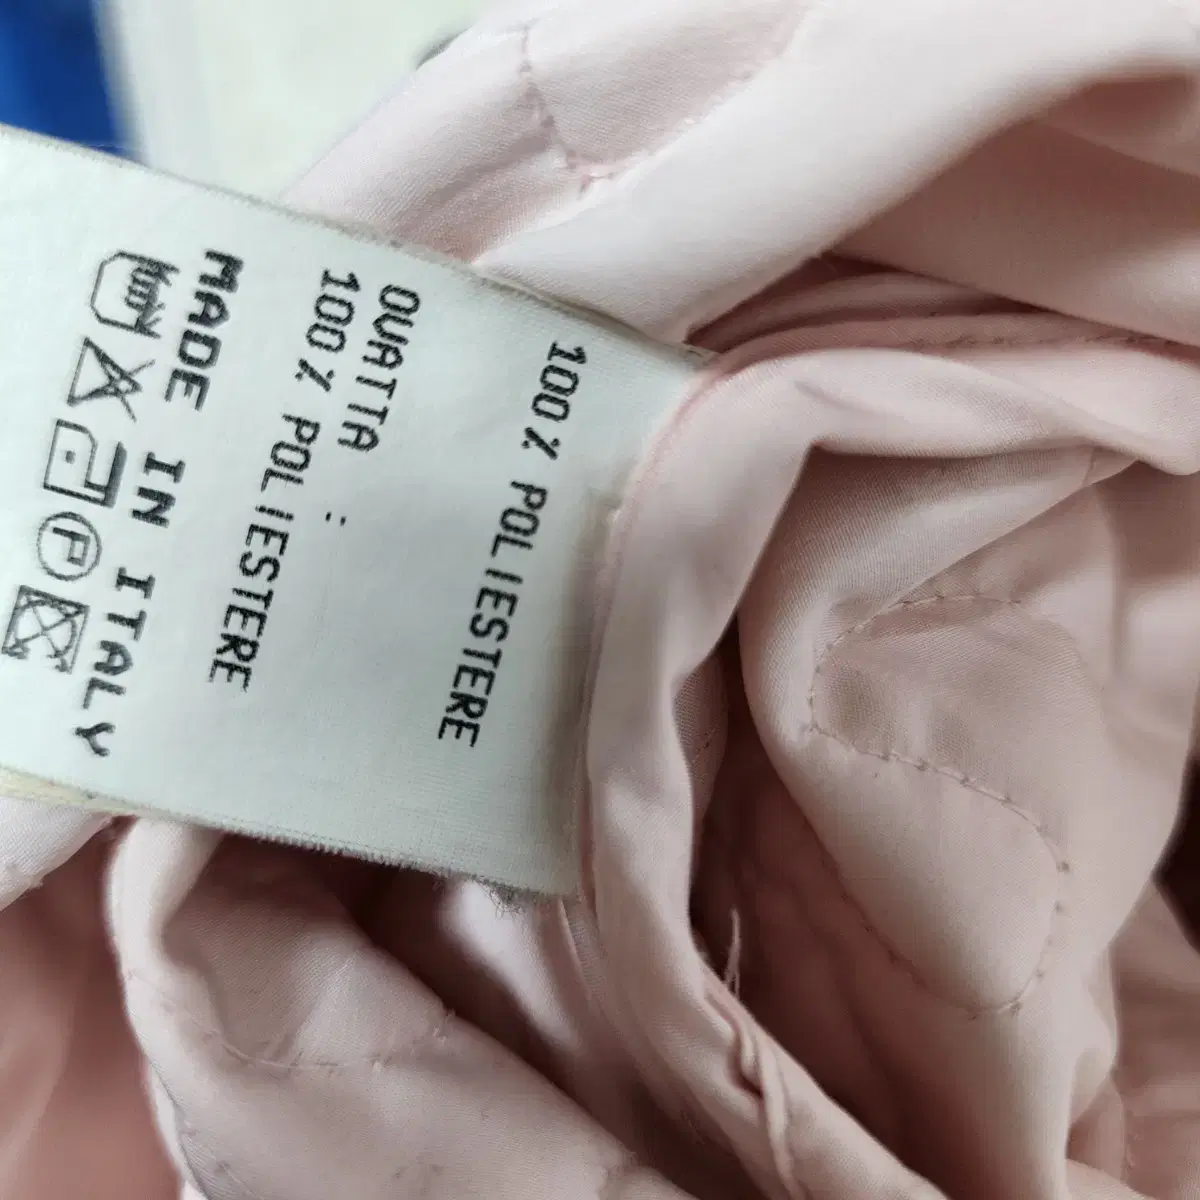 100% POLIESTERE
OVATTA :
100% POLIESTERE
MADE IN ITALY
P